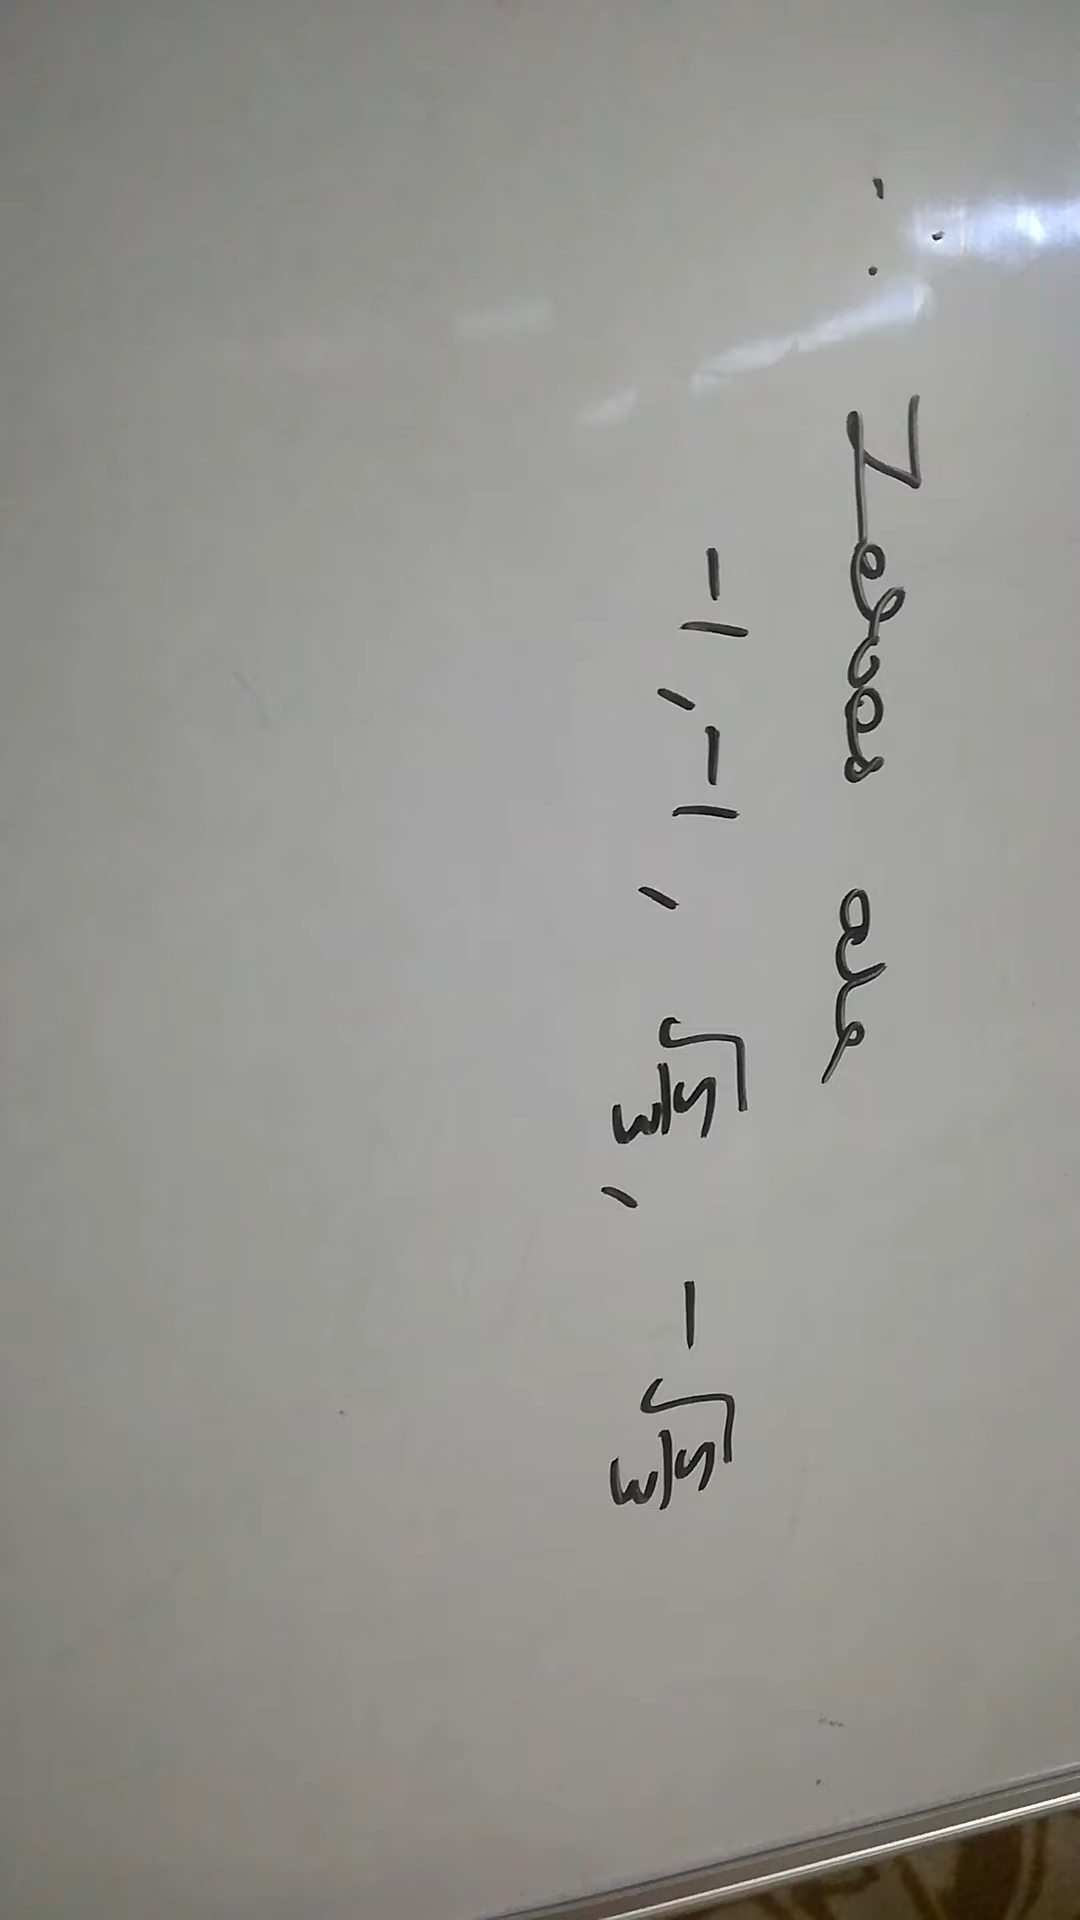 ∴ Zeroes are
-1, -1, √(5/3), -√(5/3)